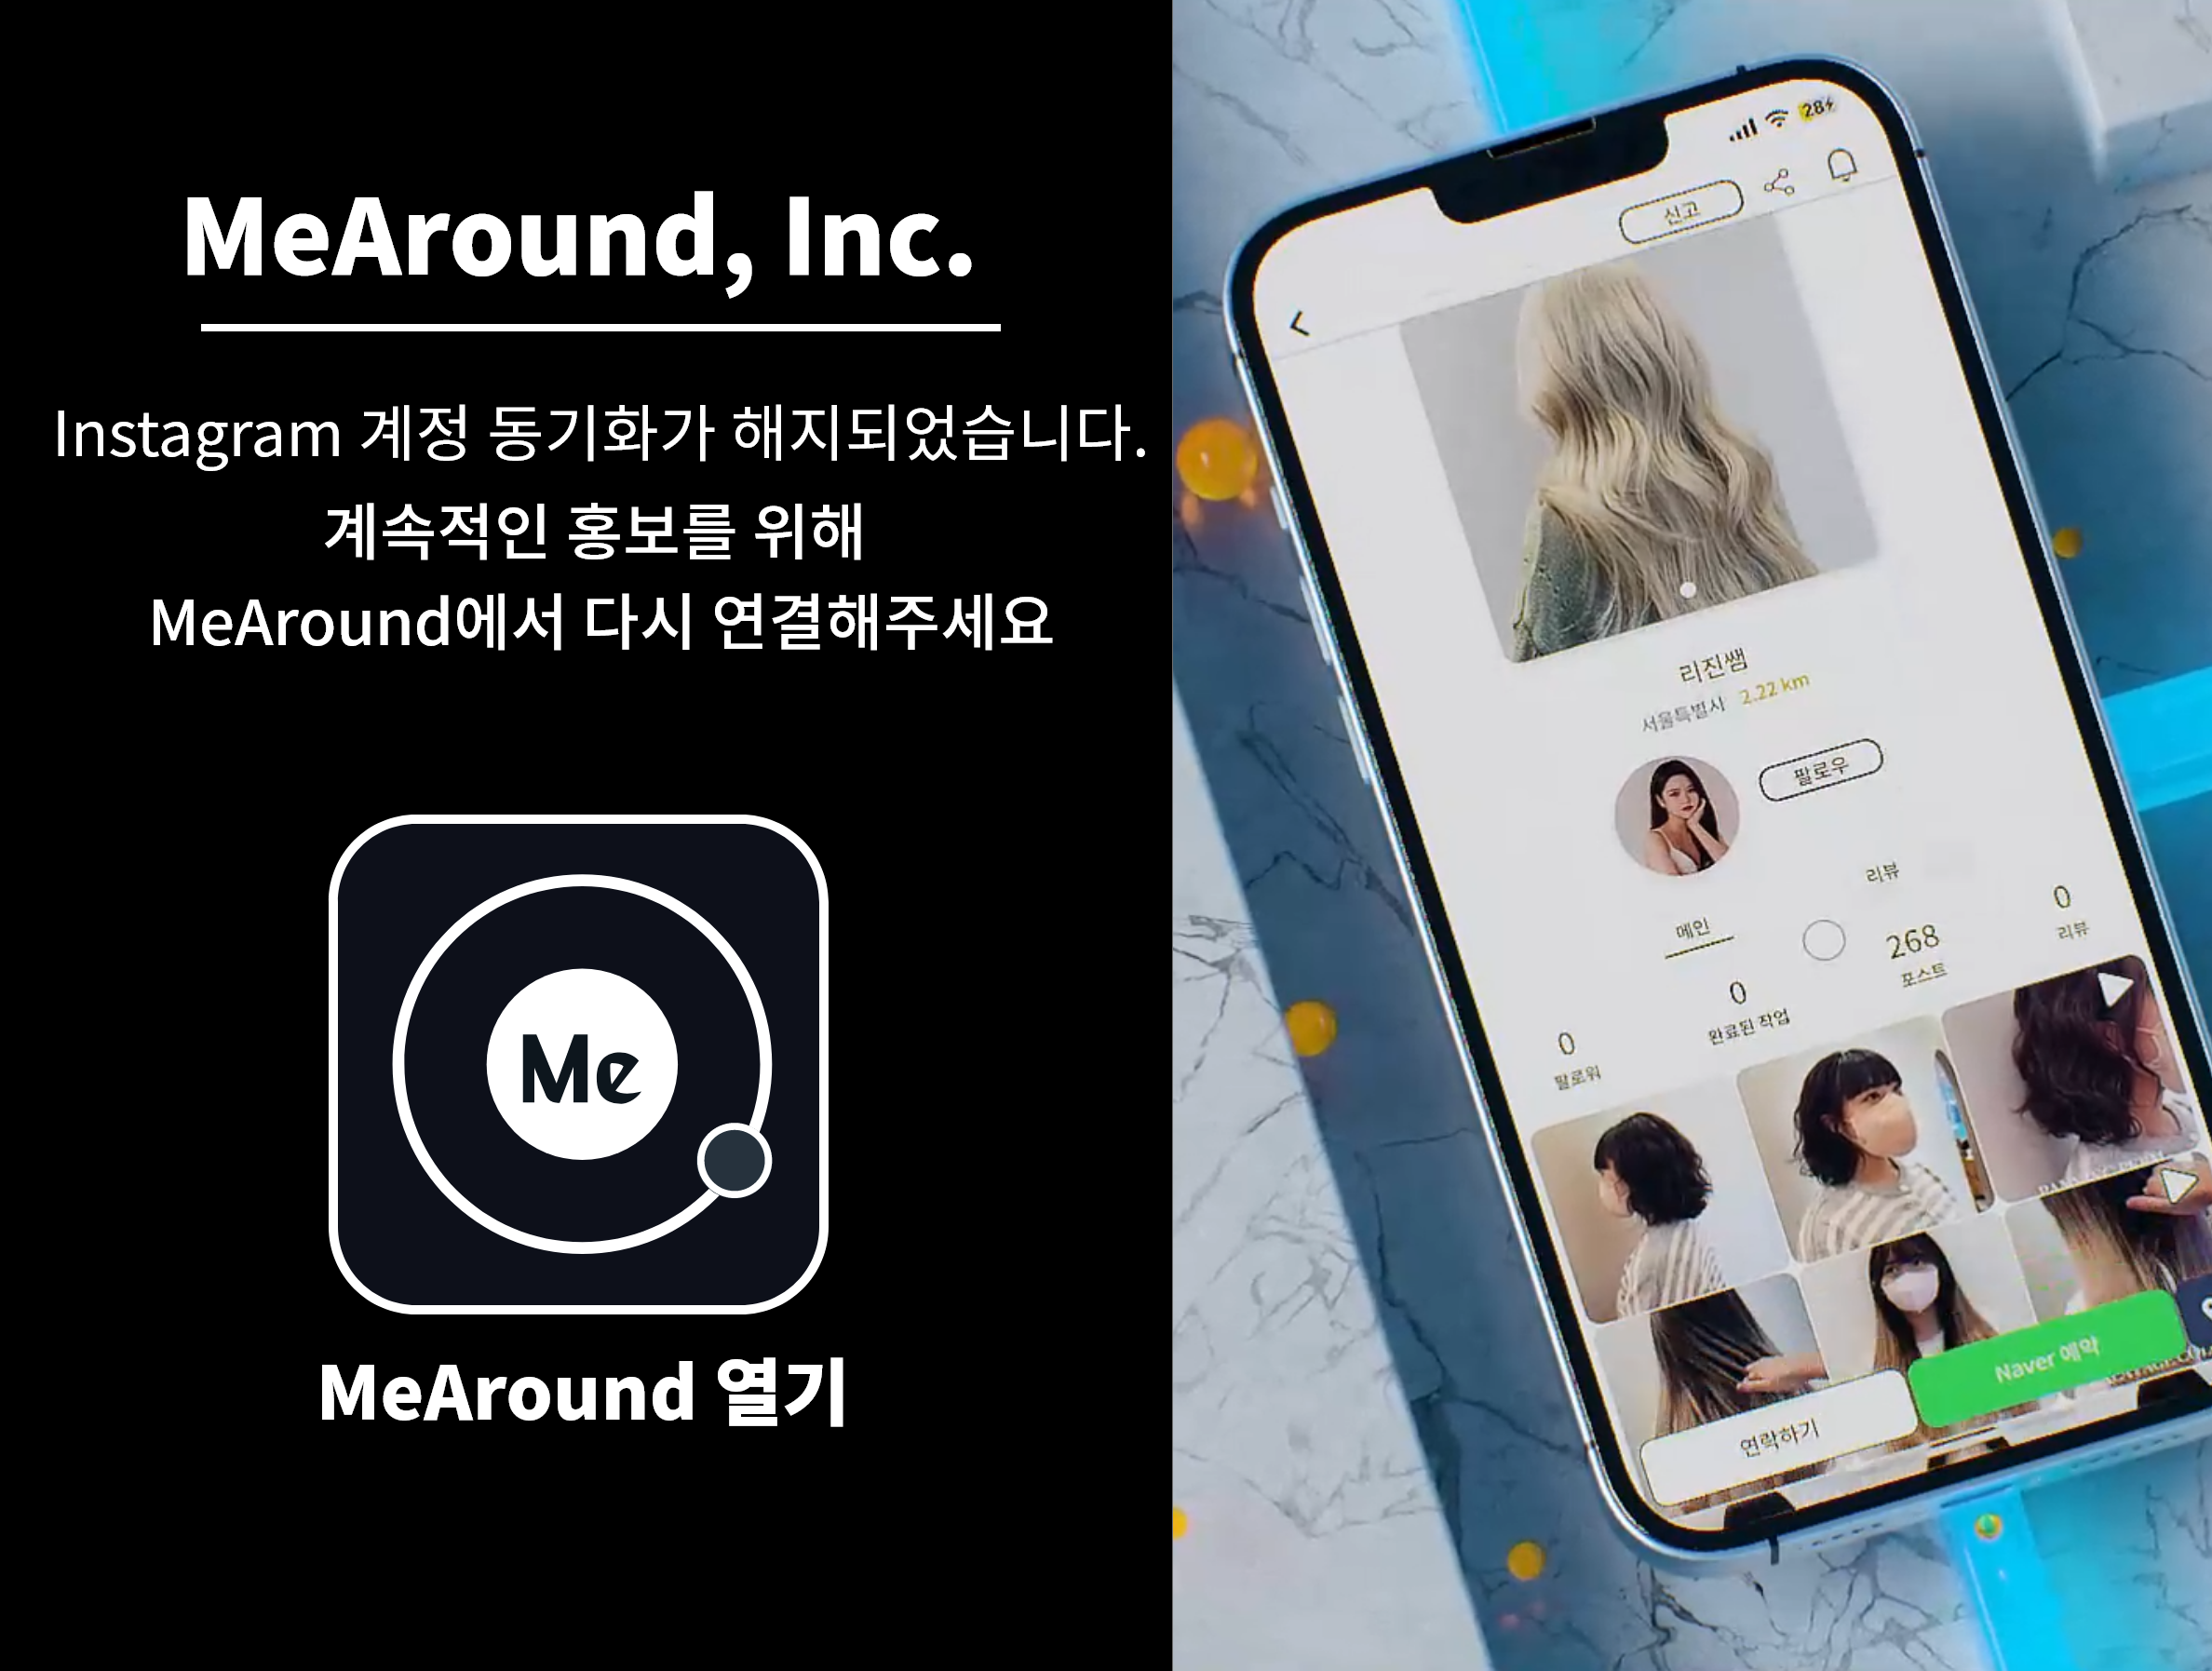 MeAround, Inc.
Instagram 계정 동기화가 해지되었습니다.
계속적인 홍보를 위해
MeAround에서 다시 연결해주세요
Me
MeAround 열기
28
신고
리진쌤
서울특별시 2.22 km
팔로우
메인
리뷰
0
팔로워
0
완료된 작업
268
포스트
0
리뷰
연락하기
Naver 예약